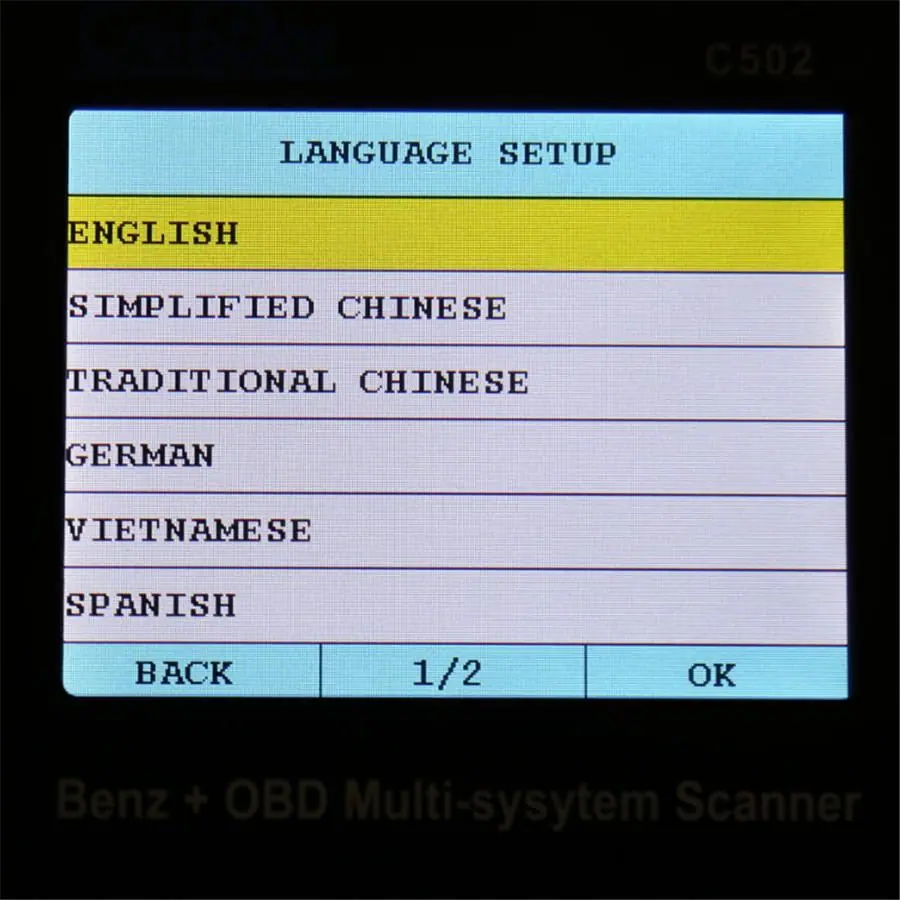 C502
LANGUAGE SETUP
ENGLISH
SIMPLIFIED CHINESE
TRADITIONAL CHINESE
GERMAN
VIETNAMESE
SPANISH
BACK 1/2 OK
Benz + OBD Multi-sysytem Scanner